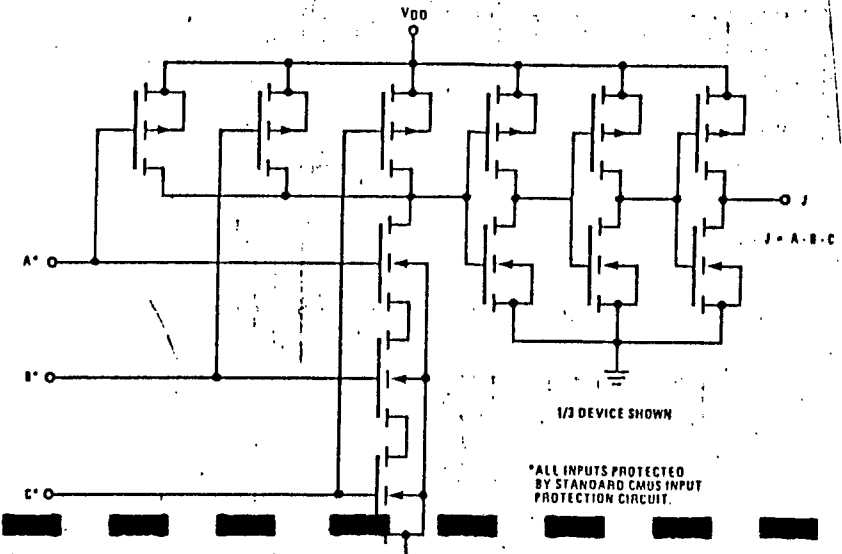 VDD
J
J = A·B·C
A*
B*
C*
1/3 DEVICE SHOWN
*ALL INPUTS PROTECTED
BY STANDARD CMOS INPUT
PROTECTION CIRCUIT.